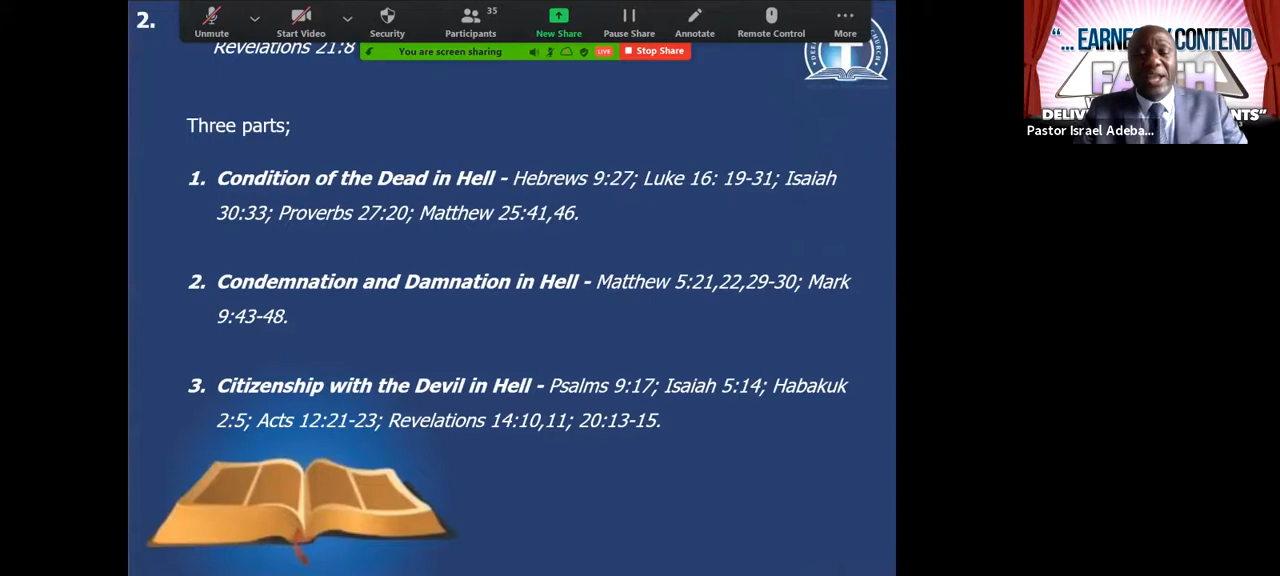 2.
Unmute
Start Video
Security
Participants
35
New Share
Pause Share
Annotate
Remote Control
More
You are screen sharing
LIVE
Stop Share
Revelations 21:8
Three parts;
1. Condition of the Dead in Hell - Hebrews 9:27; Luke 16: 19-31; Isaiah
30:33; Proverbs 27:20; Matthew 25:41,46.
2. Condemnation and Damnation in Hell - Matthew 5:21,22,29-30; Mark
9:43-48.
3. Citizenship with the Devil in Hell - Psalms 9:17; Isaiah 5:14; Habakuk
2:5; Acts 12:21-23; Revelations 14:10,11; 20:13-15.
CHURCH
"... CONTEND
Pastor Israel Adeba...